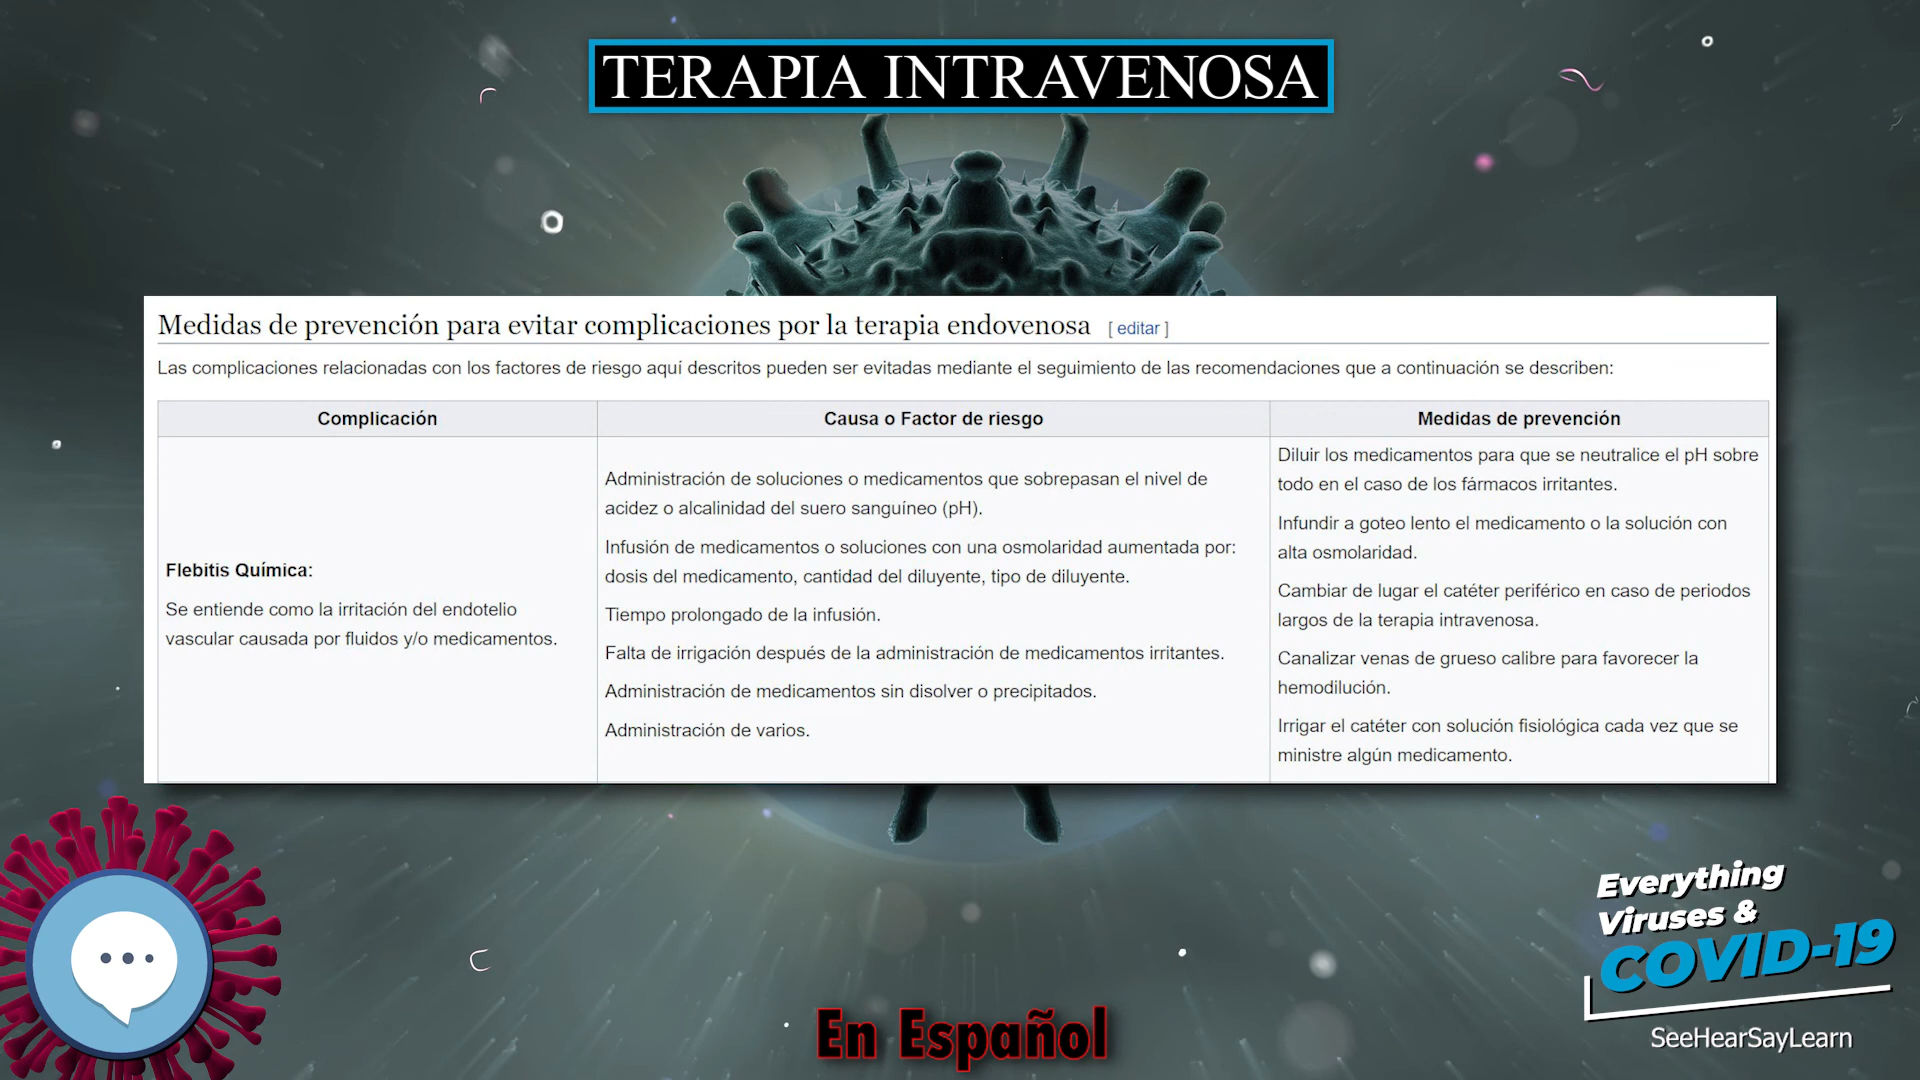 TERAPIA INTRAVENOSA
Medidas de prevención para evitar complicaciones por la terapia endovenosa [ editar ]
Las complicaciones relacionadas con los factores de riesgo aquí descritos pueden ser evitadas mediante el seguimiento de las recomendaciones que a continuación se describen:
Complicación
Causa o Factor de riesgo
Medidas de prevención
Flebitis Química:
Se entiende como la irritación del endotelio
vascular causada por fluidos y/o medicamentos.
Administración de soluciones o medicamentos que sobrepasan el nivel de
acidez o alcalinidad del suero sanguíneo (pH).
Infusión de medicamentos o soluciones con una osmolaridad aumentada por:
dosis del medicamento, cantidad del diluyente, tipo de diluyente.
Tiempo prolongado de la infusión.
Falta de irrigación después de la administración de medicamentos irritantes.
Administración de medicamentos sin disolver o precipitados.
Administración de varios.
Diluir los medicamentos para que se neutralice el pH sobre
todo en el caso de los fármacos irritantes.
Infundir a goteo lento el medicamento o la solución con
alta osmolaridad.
Cambiar de lugar el catéter periférico en caso de periodos
largos de la terapia intravenosa.
Canalizar venas de grueso calibre para favorecer la
hemodilución.
Irrigar el catéter con solución fisiológica cada vez que se
ministre algún medicamento.
Everything
Viruses &
COVID-19
SeeHearSayLearn
En Español